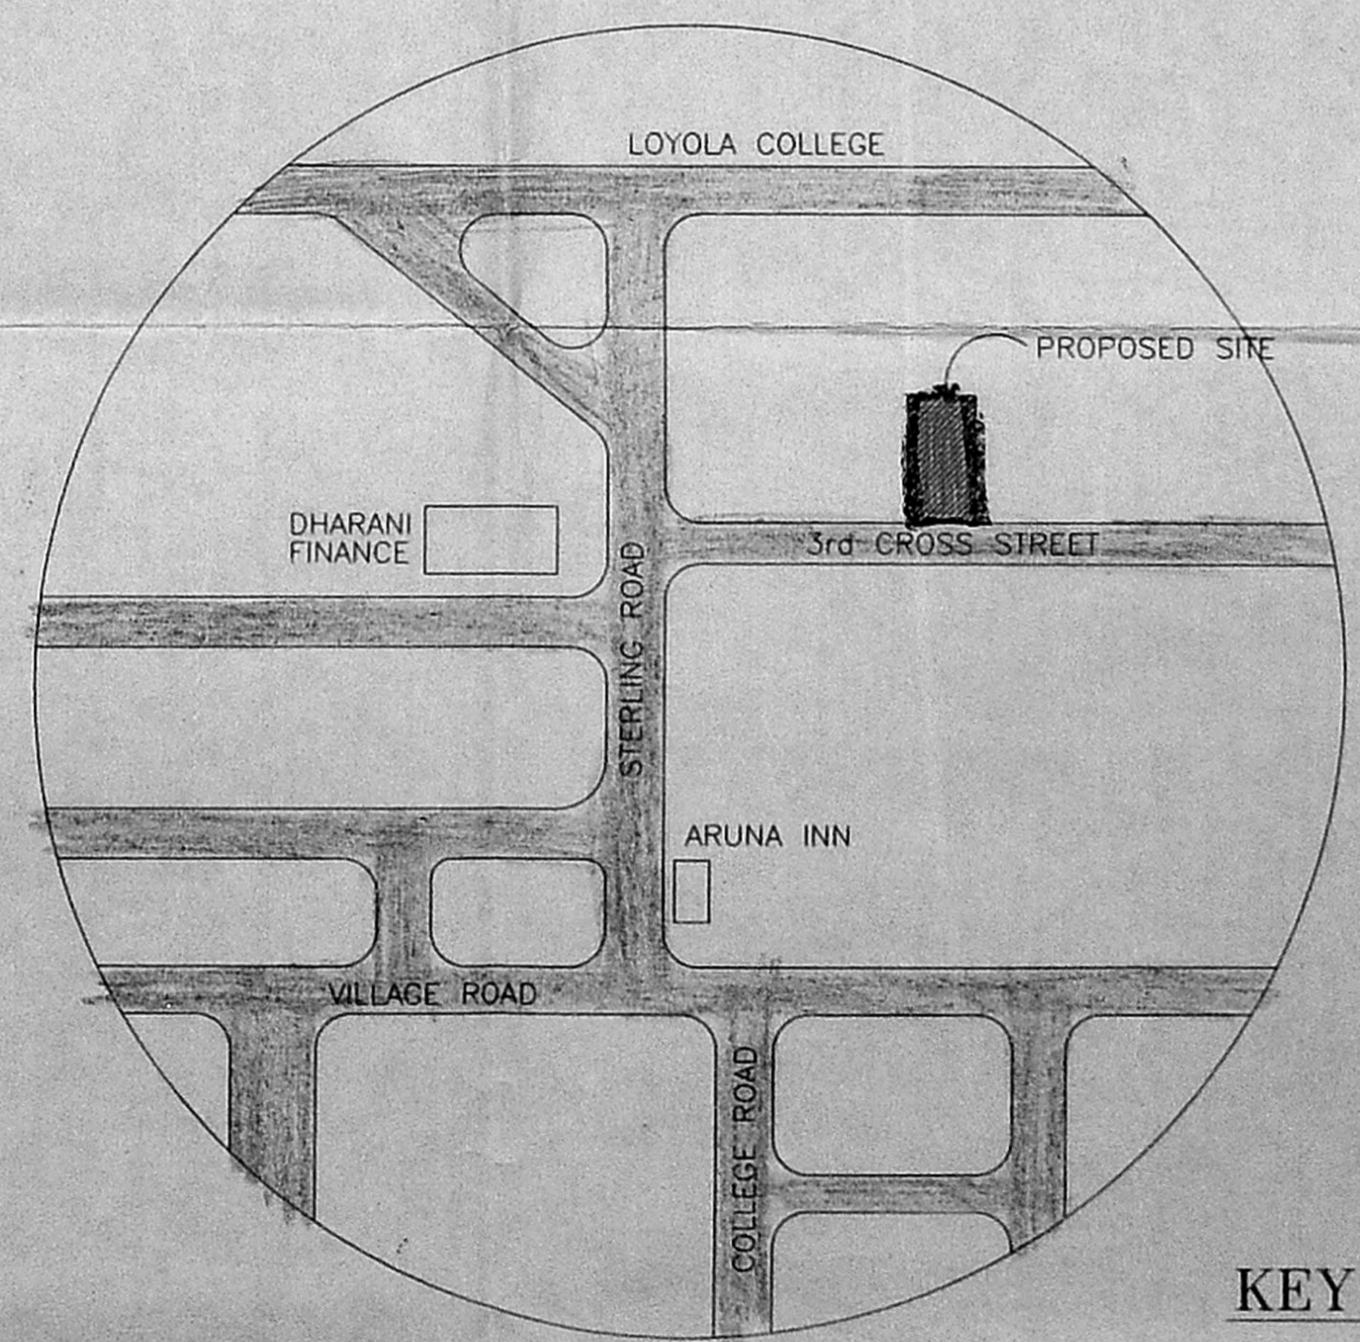 LOYOLA COLLEGE
PROPOSED SITE
DHARANI
FINANCE
3rd CROSS STREET
STERLING ROAD
ARUNA INN
VILLAGE ROAD
COLLEGE ROAD
KEY